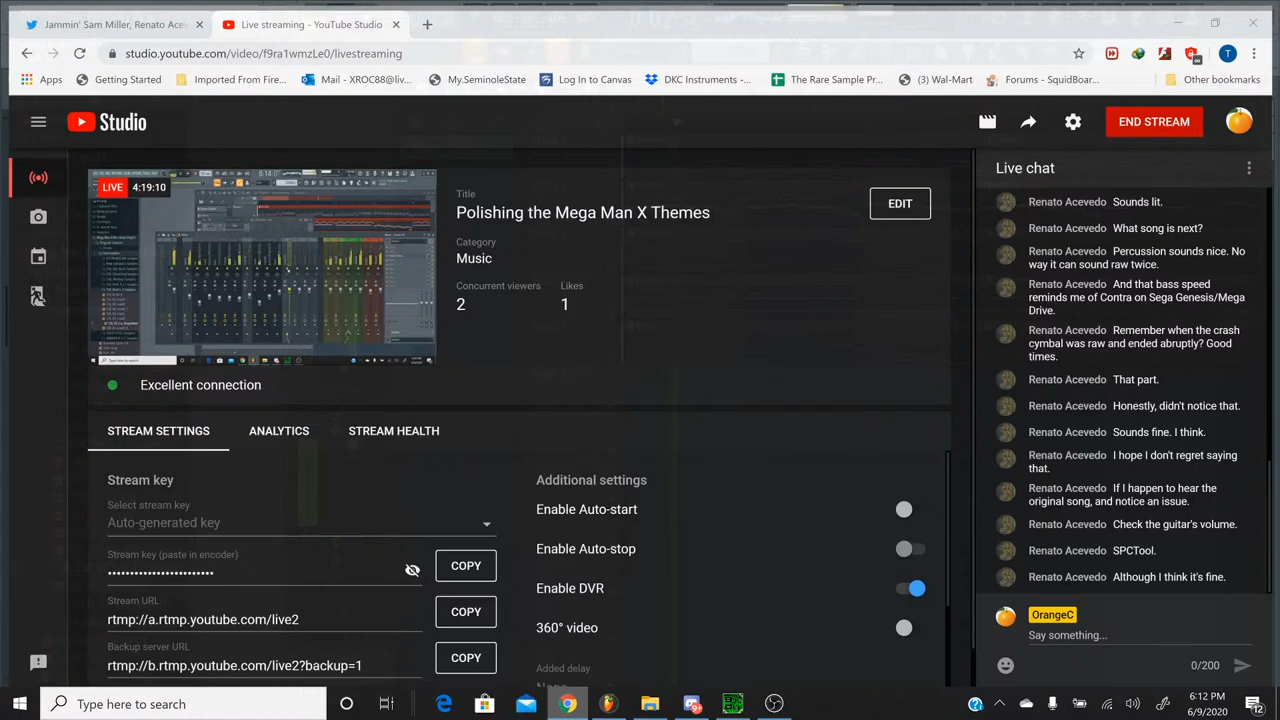 Jammin' Sam Miller, Renato Acev
Live streaming - YouTube Studio
studio.youtube.com/video/f9ra1wmzLe0/livestreaming
Apps
Getting Started
Imported From Fire...
Mail - XROC88@liv...
My.SeminoleState
Log In to Canvas
DKC Instruments -...
The Rare Sample Pr...
(3) Wal-Mart
Forums - SquidBoar...
Other bookmarks
Studio
END STREAM
LIVE 4:19:10
Title
Polishing the Mega Man X Themes
EDIT
Category
Music
Concurrent viewers
Likes
2
1
Excellent connection
STREAM SETTINGS
ANALYTICS
STREAM HEALTH
Stream key
Select stream key
Auto-generated key
Stream key (paste in encoder)
••••••••••••••••••••••••
COPY
Stream URL
rtmp://a.rtmp.youtube.com/live2
COPY
Backup server URL
rtmp://b.rtmp.youtube.com/live2?backup=1
COPY
Additional settings
Enable Auto-start
Enable Auto-stop
Enable DVR
360° video
Added delay
None
Live chat
Renato Acevedo Sounds lit.
Renato Acevedo What song is next?
Renato Acevedo Percussion sounds nice. No
way it can sound raw twice.
Renato Acevedo And that bass speed
reminds me of Contra on Sega Genesis/Mega
Drive.
Renato Acevedo Remember when the crash
cymbal was raw and ended abruptly? Good
times.
Renato Acevedo That part.
Renato Acevedo Honestly, didn't notice that.
Renato Acevedo Sounds fine. I think.
Renato Acevedo I hope I don't regret saying
that.
Renato Acevedo If I happen to hear the
original song, and notice an issue.
Renato Acevedo Check the guitar's volume.
Renato Acevedo SPCTool.
Renato Acevedo Although I think it's fine.
OrangeC
Say something...
0/200
Type here to search
6:12 PM
6/9/2020